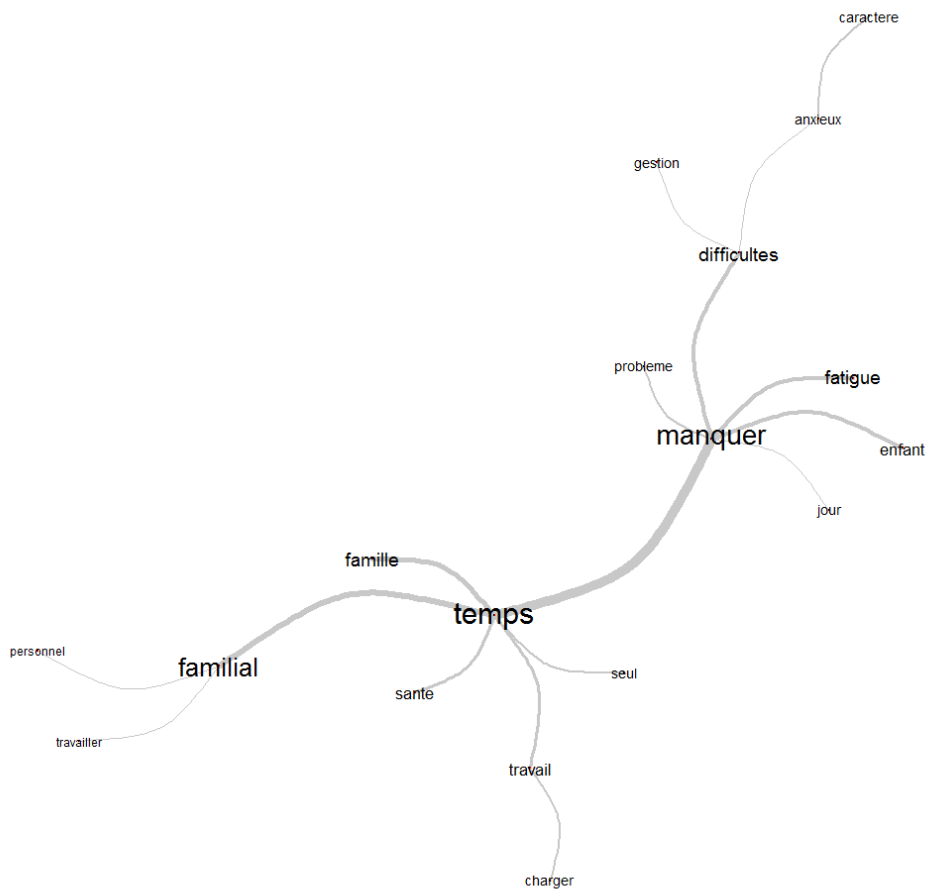 caractere
anxieux
gestion
difficultes
probleme
fatigue
manquer
enfant
jour
famille
temps
personnel
familial
seul
sante
travailler
travail
charger